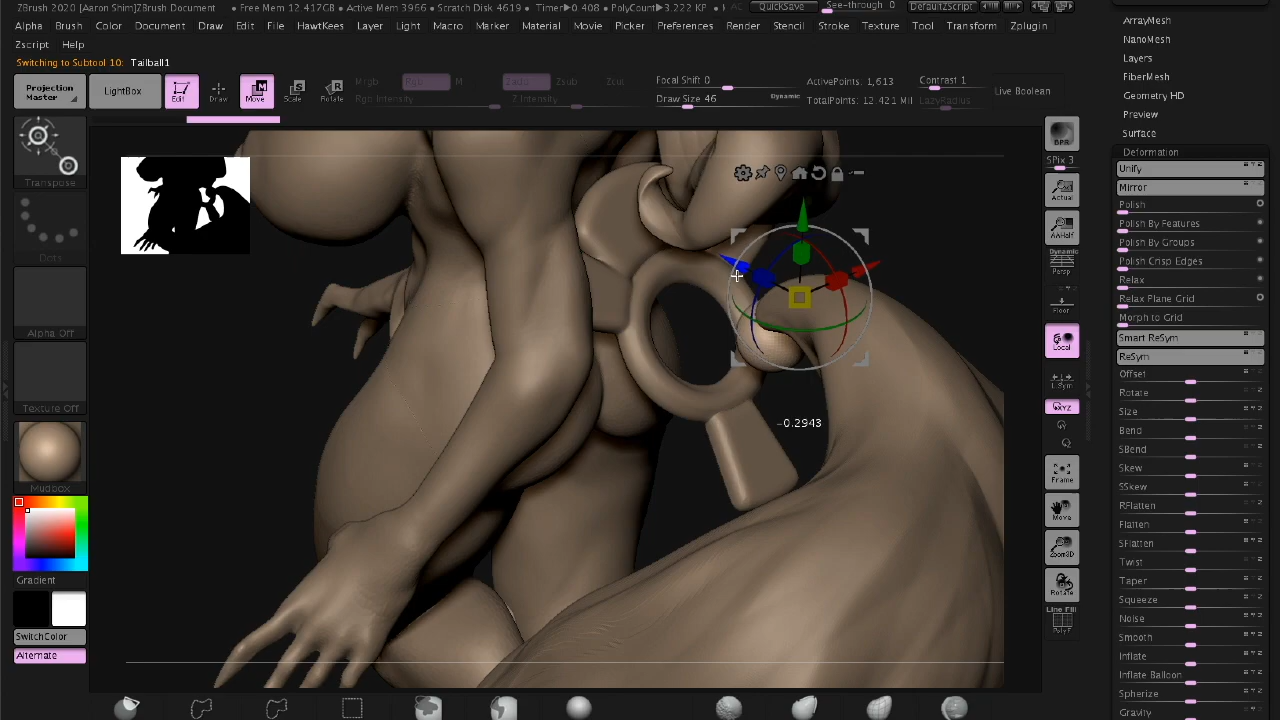 ZBrush 2020 [Aaron Shim]ZBrush Document • Free Mem 12.417GB • Active Mem 3966 • Scratch Disk 4619 • Timer▶0.408 • PolyCount▶3.222 KP • AC QuickSave See-through 0 DefaultZScript
Alpha Brush Color Document Draw Edit File HawtKees Layer Light Macro Marker Material Movie Picker Preferences Render Stencil Stroke Texture Tool Transform Zplugin
Zscript Help
Switching to Subtool 10: Tailball1
Projection
Master
LightBox
Edit
Draw
Move
Scale
Rotate
Mrgb
Rgb
M
Zadd
Zsub
Zcut
Rgb Intensity
Z Intensity
Focal Shift 0
Draw Size 46
Dynamic
ActivePoints: 1,613
TotalPoints: 12.421 Mil
Contrast 1
LazyRadius
Live Boolean
Transpose
Dots
Alpha Off
Texture Off
Mudbox
Gradient
SwitchColor
Alternate
-0.2943
BPR
SPix 3
Actual
AAHalf
Dynamic
Persp
Floor
Local
L.Sym
XYZ
Frame
Move
Zoom3D
Rotate
Line Fill
PolyF
ArrayMesh
NanoMesh
Layers
FiberMesh
Geometry HD
Preview
Surface
Deformation
Unify
Mirror
Polish
Polish By Features
Polish By Groups
Polish Crisp Edges
Relax
Relax Plane Grid
Morph to Grid
Smart ReSym
ReSym
Offset
Rotate
Size
Bend
SBend
Skew
SSkew
RFlatten
Flatten
SFlatten
Twist
Taper
Squeeze
Noise
Smooth
Inflate
Inflate Balloon
Spherize
Gravity